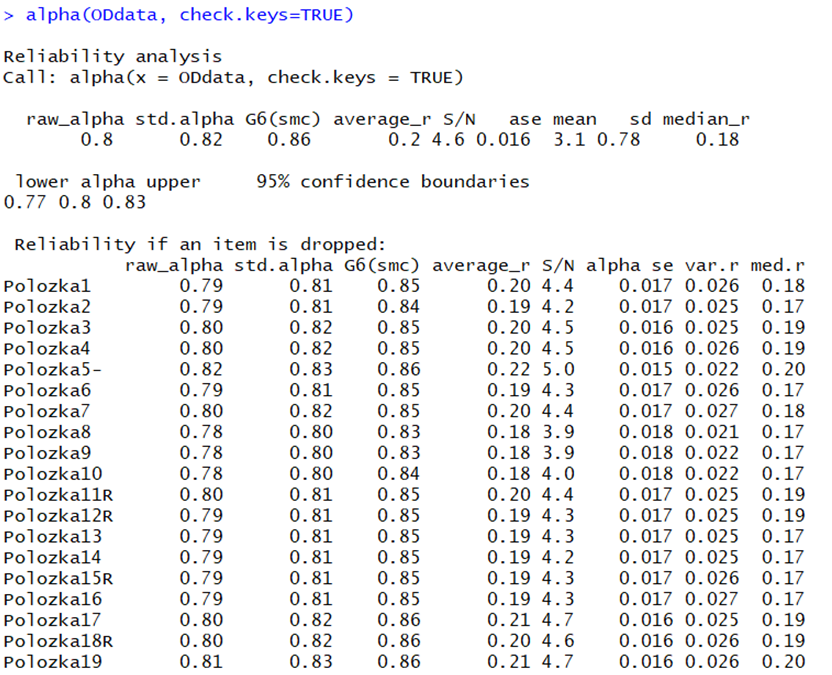 > alpha(ODdata, check.keys=TRUE)
Reliability analysis
Call: alpha(x = ODdata, check.keys = TRUE)
raw_alpha std.alpha G6(smc) average_r S/N ase mean sd median_r
0.8 0.82 0.86 0.2 4.6 0.016 3.1 0.78 0.18
lower alpha upper 95% confidence boundaries
0.77 0.8 0.83
Reliability if an item is dropped:
raw_alpha std.alpha G6(smc) average_r S/N alpha se var.r med.r
Polozka1 0.79 0.81 0.85 0.20 4.4 0.017 0.026 0.18
Polozka2 0.79 0.81 0.84 0.19 4.2 0.017 0.025 0.17
Polozka3 0.80 0.82 0.85 0.20 4.5 0.016 0.025 0.19
Polozka4 0.80 0.82 0.85 0.20 4.5 0.016 0.026 0.19
Polozka5- 0.82 0.83 0.86 0.22 5.0 0.015 0.022 0.20
Polozka6 0.79 0.81 0.85 0.19 4.3 0.017 0.026 0.17
Polozka7 0.80 0.82 0.85 0.20 4.4 0.017 0.027 0.18
Polozka8 0.78 0.80 0.83 0.18 3.9 0.018 0.021 0.17
Polozka9 0.78 0.80 0.83 0.18 3.9 0.018 0.022 0.17
Polozka10 0.78 0.80 0.84 0.18 4.0 0.018 0.022 0.17
Polozka11R 0.80 0.81 0.85 0.20 4.4 0.017 0.025 0.19
Polozka12R 0.79 0.81 0.85 0.19 4.3 0.017 0.025 0.19
Polozka13 0.79 0.81 0.85 0.19 4.3 0.017 0.025 0.17
Polozka14 0.79 0.81 0.85 0.19 4.2 0.017 0.025 0.17
Polozka15R 0.79 0.81 0.85 0.19 4.3 0.017 0.026 0.17
Polozka16 0.79 0.81 0.85 0.19 4.3 0.017 0.027 0.17
Polozka17 0.80 0.82 0.86 0.21 4.7 0.016 0.025 0.19
Polozka18R 0.80 0.82 0.86 0.20 4.6 0.016 0.026 0.19
Polozka19 0.81 0.83 0.86 0.21 4.7 0.016 0.026 0.20